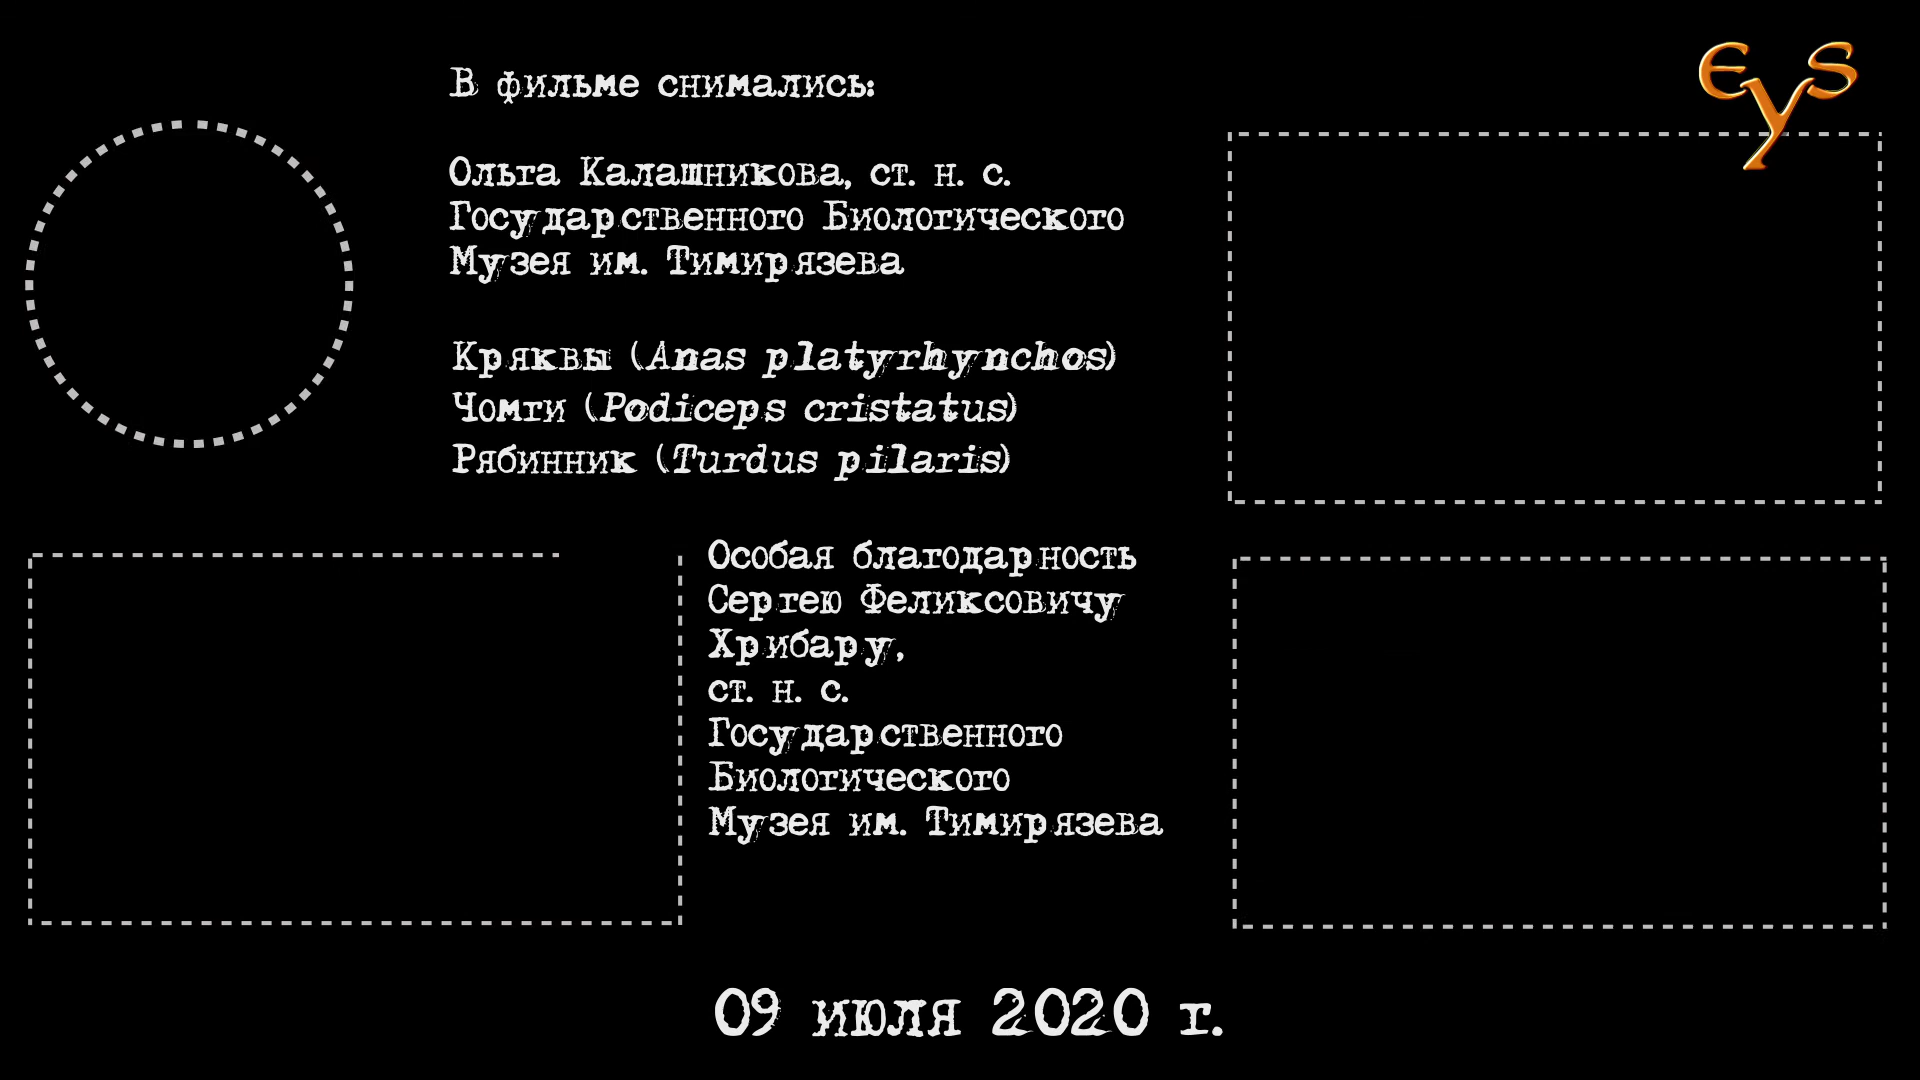 В фильме снимались:
Ольга Калашникова, ст. н. с.
Государственного Биологического
Музея им. Тимирязева
Кряквы (Anas platyrhynchos)
Чомги (Podiceps cristatus)
Рябинник (Turdus pilaris)
Особая благодарность
Сергею Феликсовичу
Хрибару,
ст. н. с.
Государственного
Биологического
Музея им. Тимирязева
09 июля 2020 г.
eys